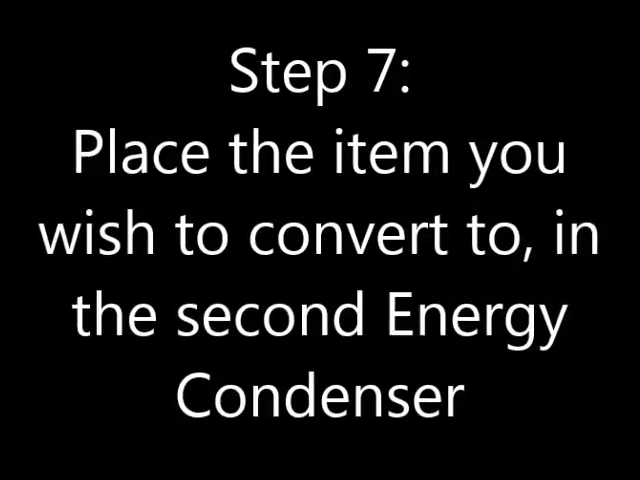 Step 7:
Place the item you
wish to convert to, in
the second Energy
Condenser